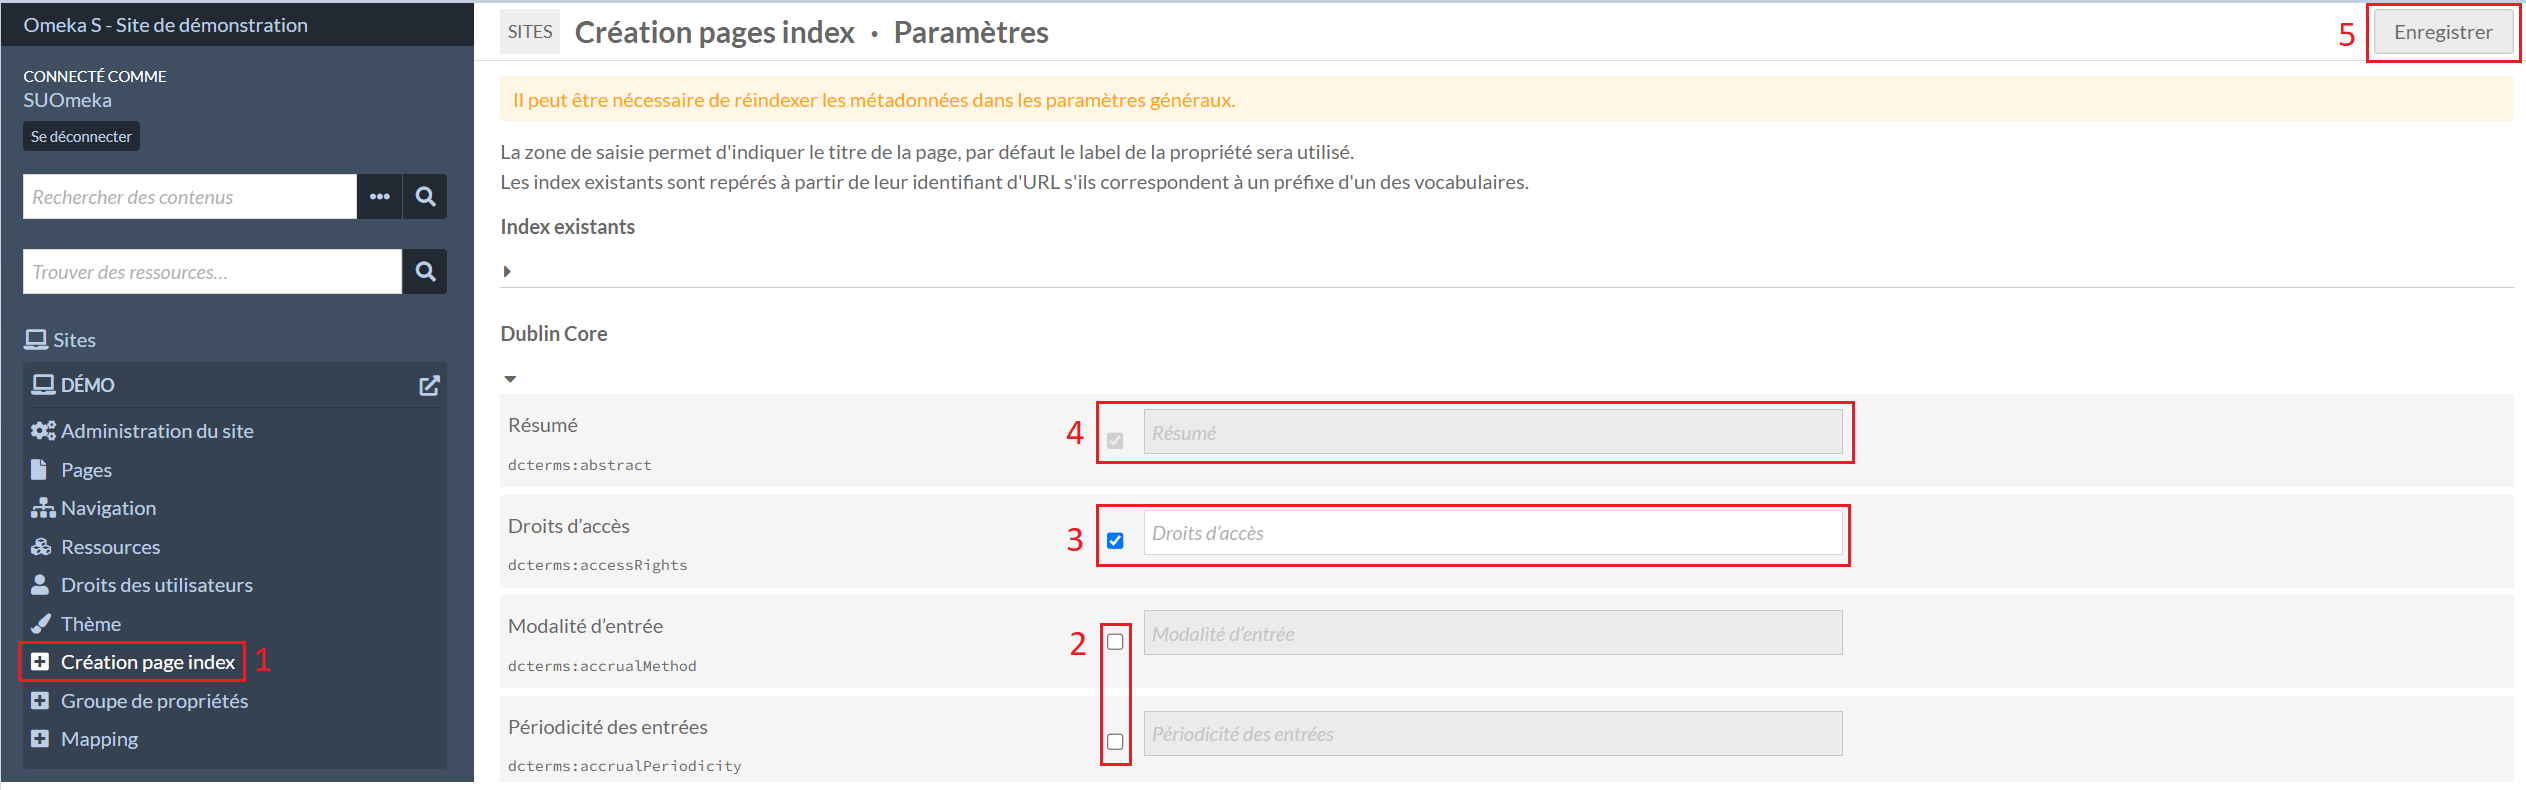 Omeka S - Site de démonstration
CONNECTÉ COMME
SUOmeka
Se déconnecter
Rechercher des contenus
Trouver des ressources...
Sites
DÉMO
Administration du site
Pages
Navigation
Ressources
Droits des utilisateurs
Thème
Création page index 1
Groupe de propriétés
Mapping
SITES Création pages index · Paramètres
5 Enregistrer
Il peut être nécessaire de réindexer les métadonnées dans les paramètres généraux.
La zone de saisie permet d'indiquer le titre de la page, par défaut le label de la propriété sera utilisé.
Les index existants sont repérés à partir de leur identifiant d'URL s'ils correspondent à un préfixe d'un des vocabulaires.
Index existants
Dublin Core
Résumé
dcterms:abstract
4 Résumé
Droits d’accès
dcterms:accessRights
3 Droits d’accès
Modalité d’entrée
dcterms:accrualMethod
2 Modalité d’entrée
Périodicité des entrées
dcterms:accrualPeriodicity
Périodicité des entrées